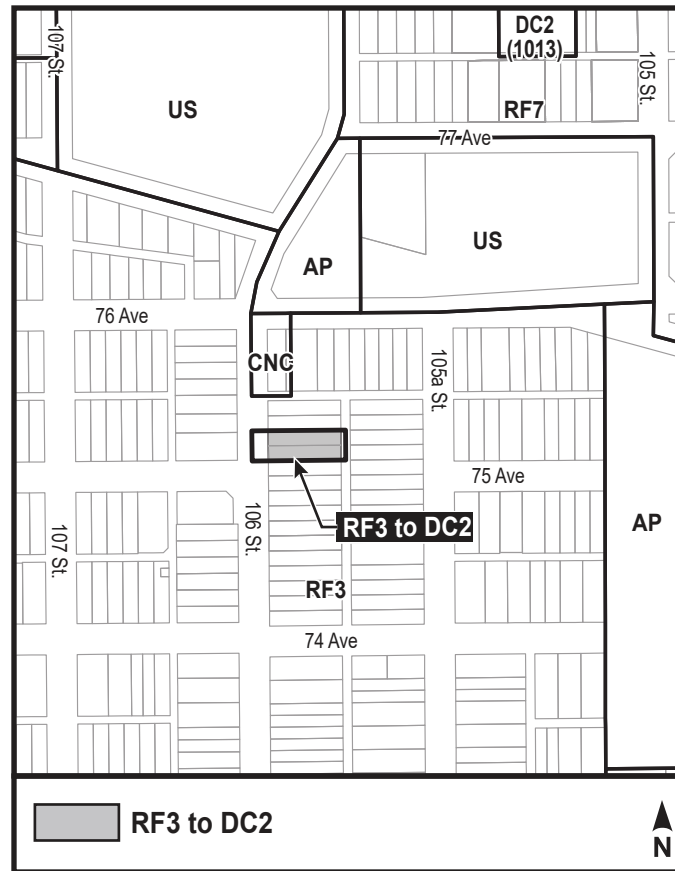 107 St.
DC2
(1013)
105 St.
US
RF7
77 Ave
US
AP
76 Ave
CNC
105a St.
75 Ave
RF3 to DC2
AP
106 St.
107 St.
RF3
74 Ave
RF3 to DC2
N